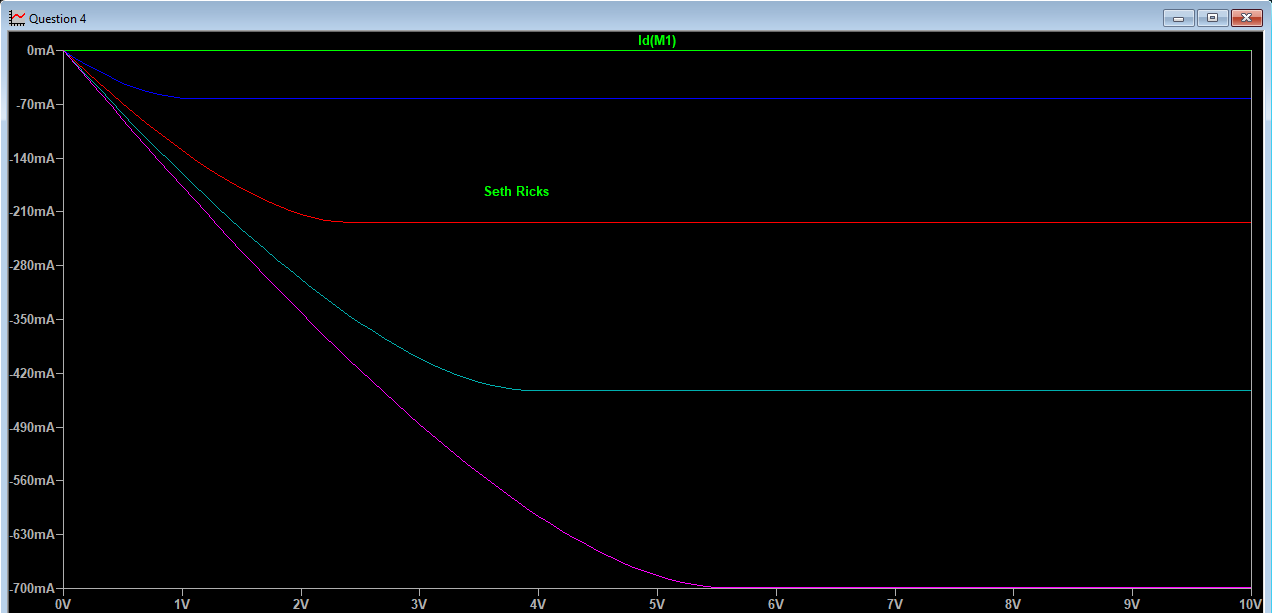 Question 4
Id(M1)
0mA
-70mA
-140mA
Seth Ricks
-210mA
-280mA
-350mA
-420mA
-490mA
-560mA
-630mA
-700mA
0V 1V 2V 3V 4V 5V 6V 7V 8V 9V 10V